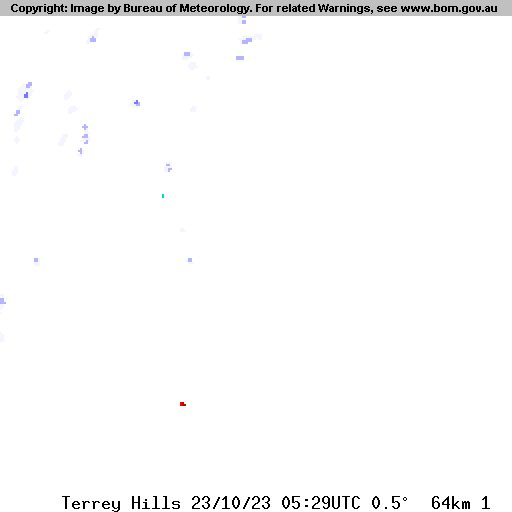 Copyright: Image by Bureau of Meteorology. For related Warnings, see www.bom.gov.au
Terrey Hills 23/10/23 05:29UTC 0.5° 64km 1